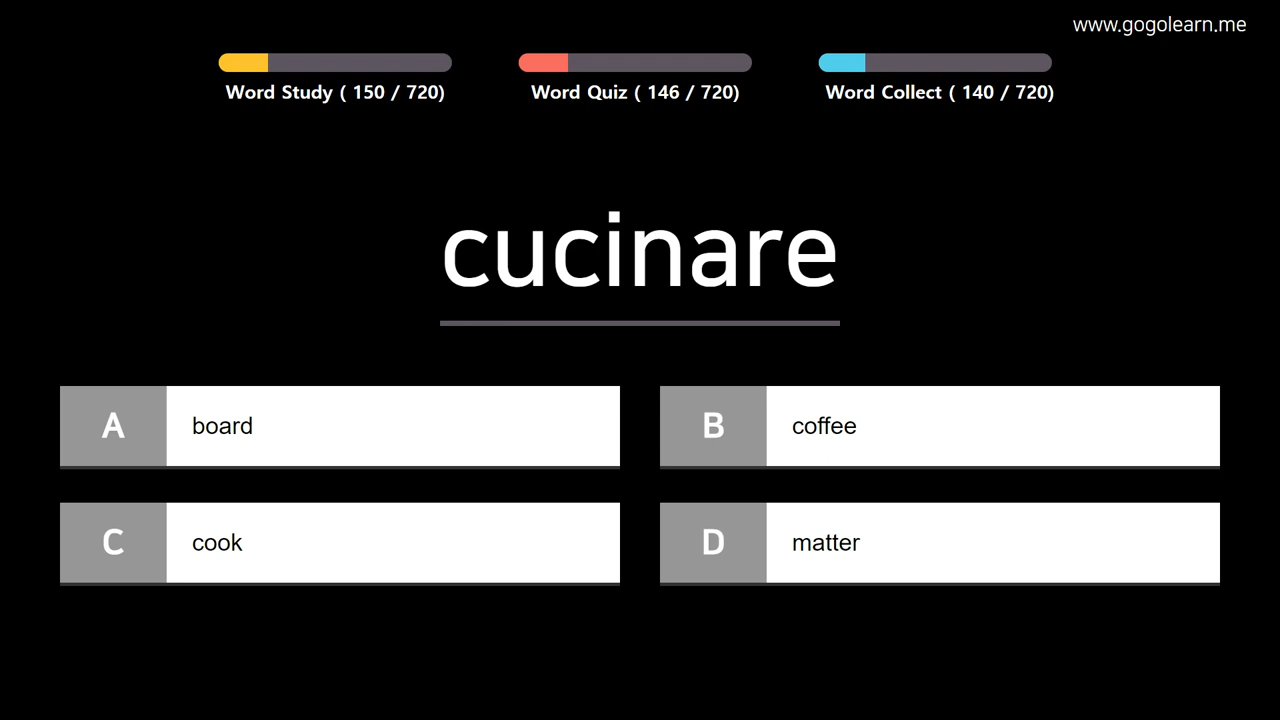 www.gogolearn.me
Word Study ( 150 / 720)
Word Quiz ( 146 / 720)
Word Collect ( 140 / 720)
cucinare
A board
B coffee
C cook
D matter